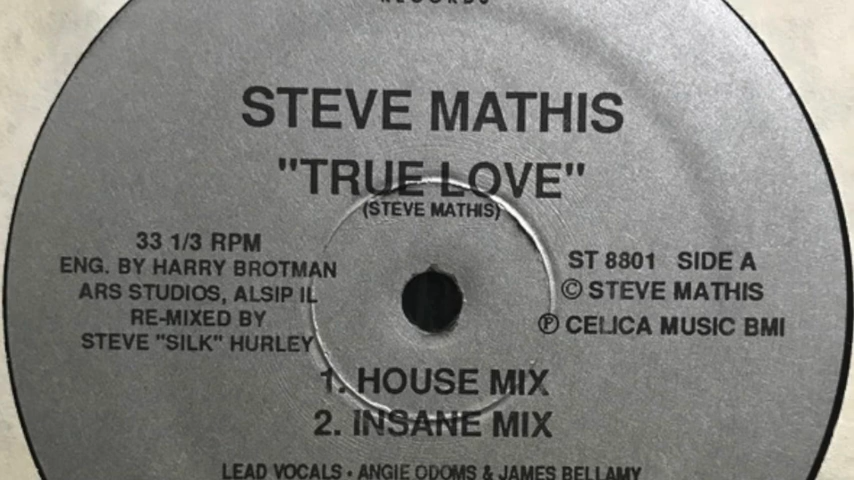 RECORDS
STEVE MATHIS
"TRUE LOVE"
(STEVE MATHIS)
33 1/3 RPM
ENG. BY HARRY BROTMAN
ARS STUDIOS, ALSIP IL
RE-MIXED BY
STEVE "SILK" HURLEY
ST 8801 SIDE A
© STEVE MATHIS
℗ CELICA MUSIC BMI
1. HOUSE MIX
2. INSANE MIX
LEAD VOCALS • ANGIE ODOMS & JAMES BELLAMY